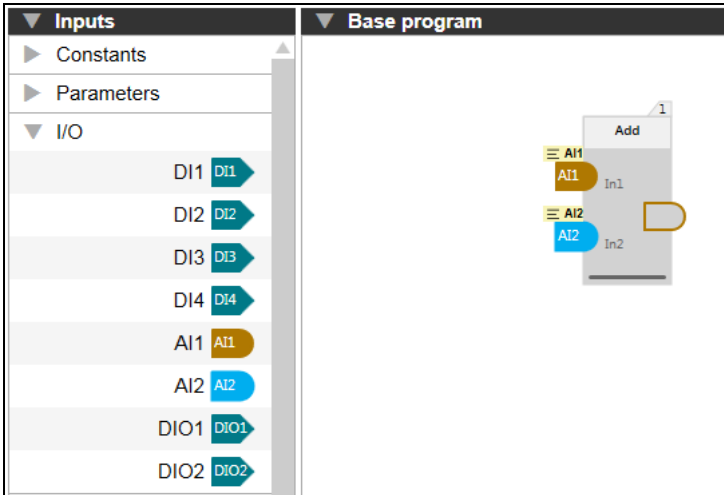 Inputs
Constants
Parameters
I/O
DI1 DI1
DI2 DI2
DI3 DI3
DI4 DI4
AI1 AI1
AI2 AI2
DIO1 DIO1
DIO2 DIO2
Base program
1
Add
AI1
AI1 In1
AI2
AI2 In2